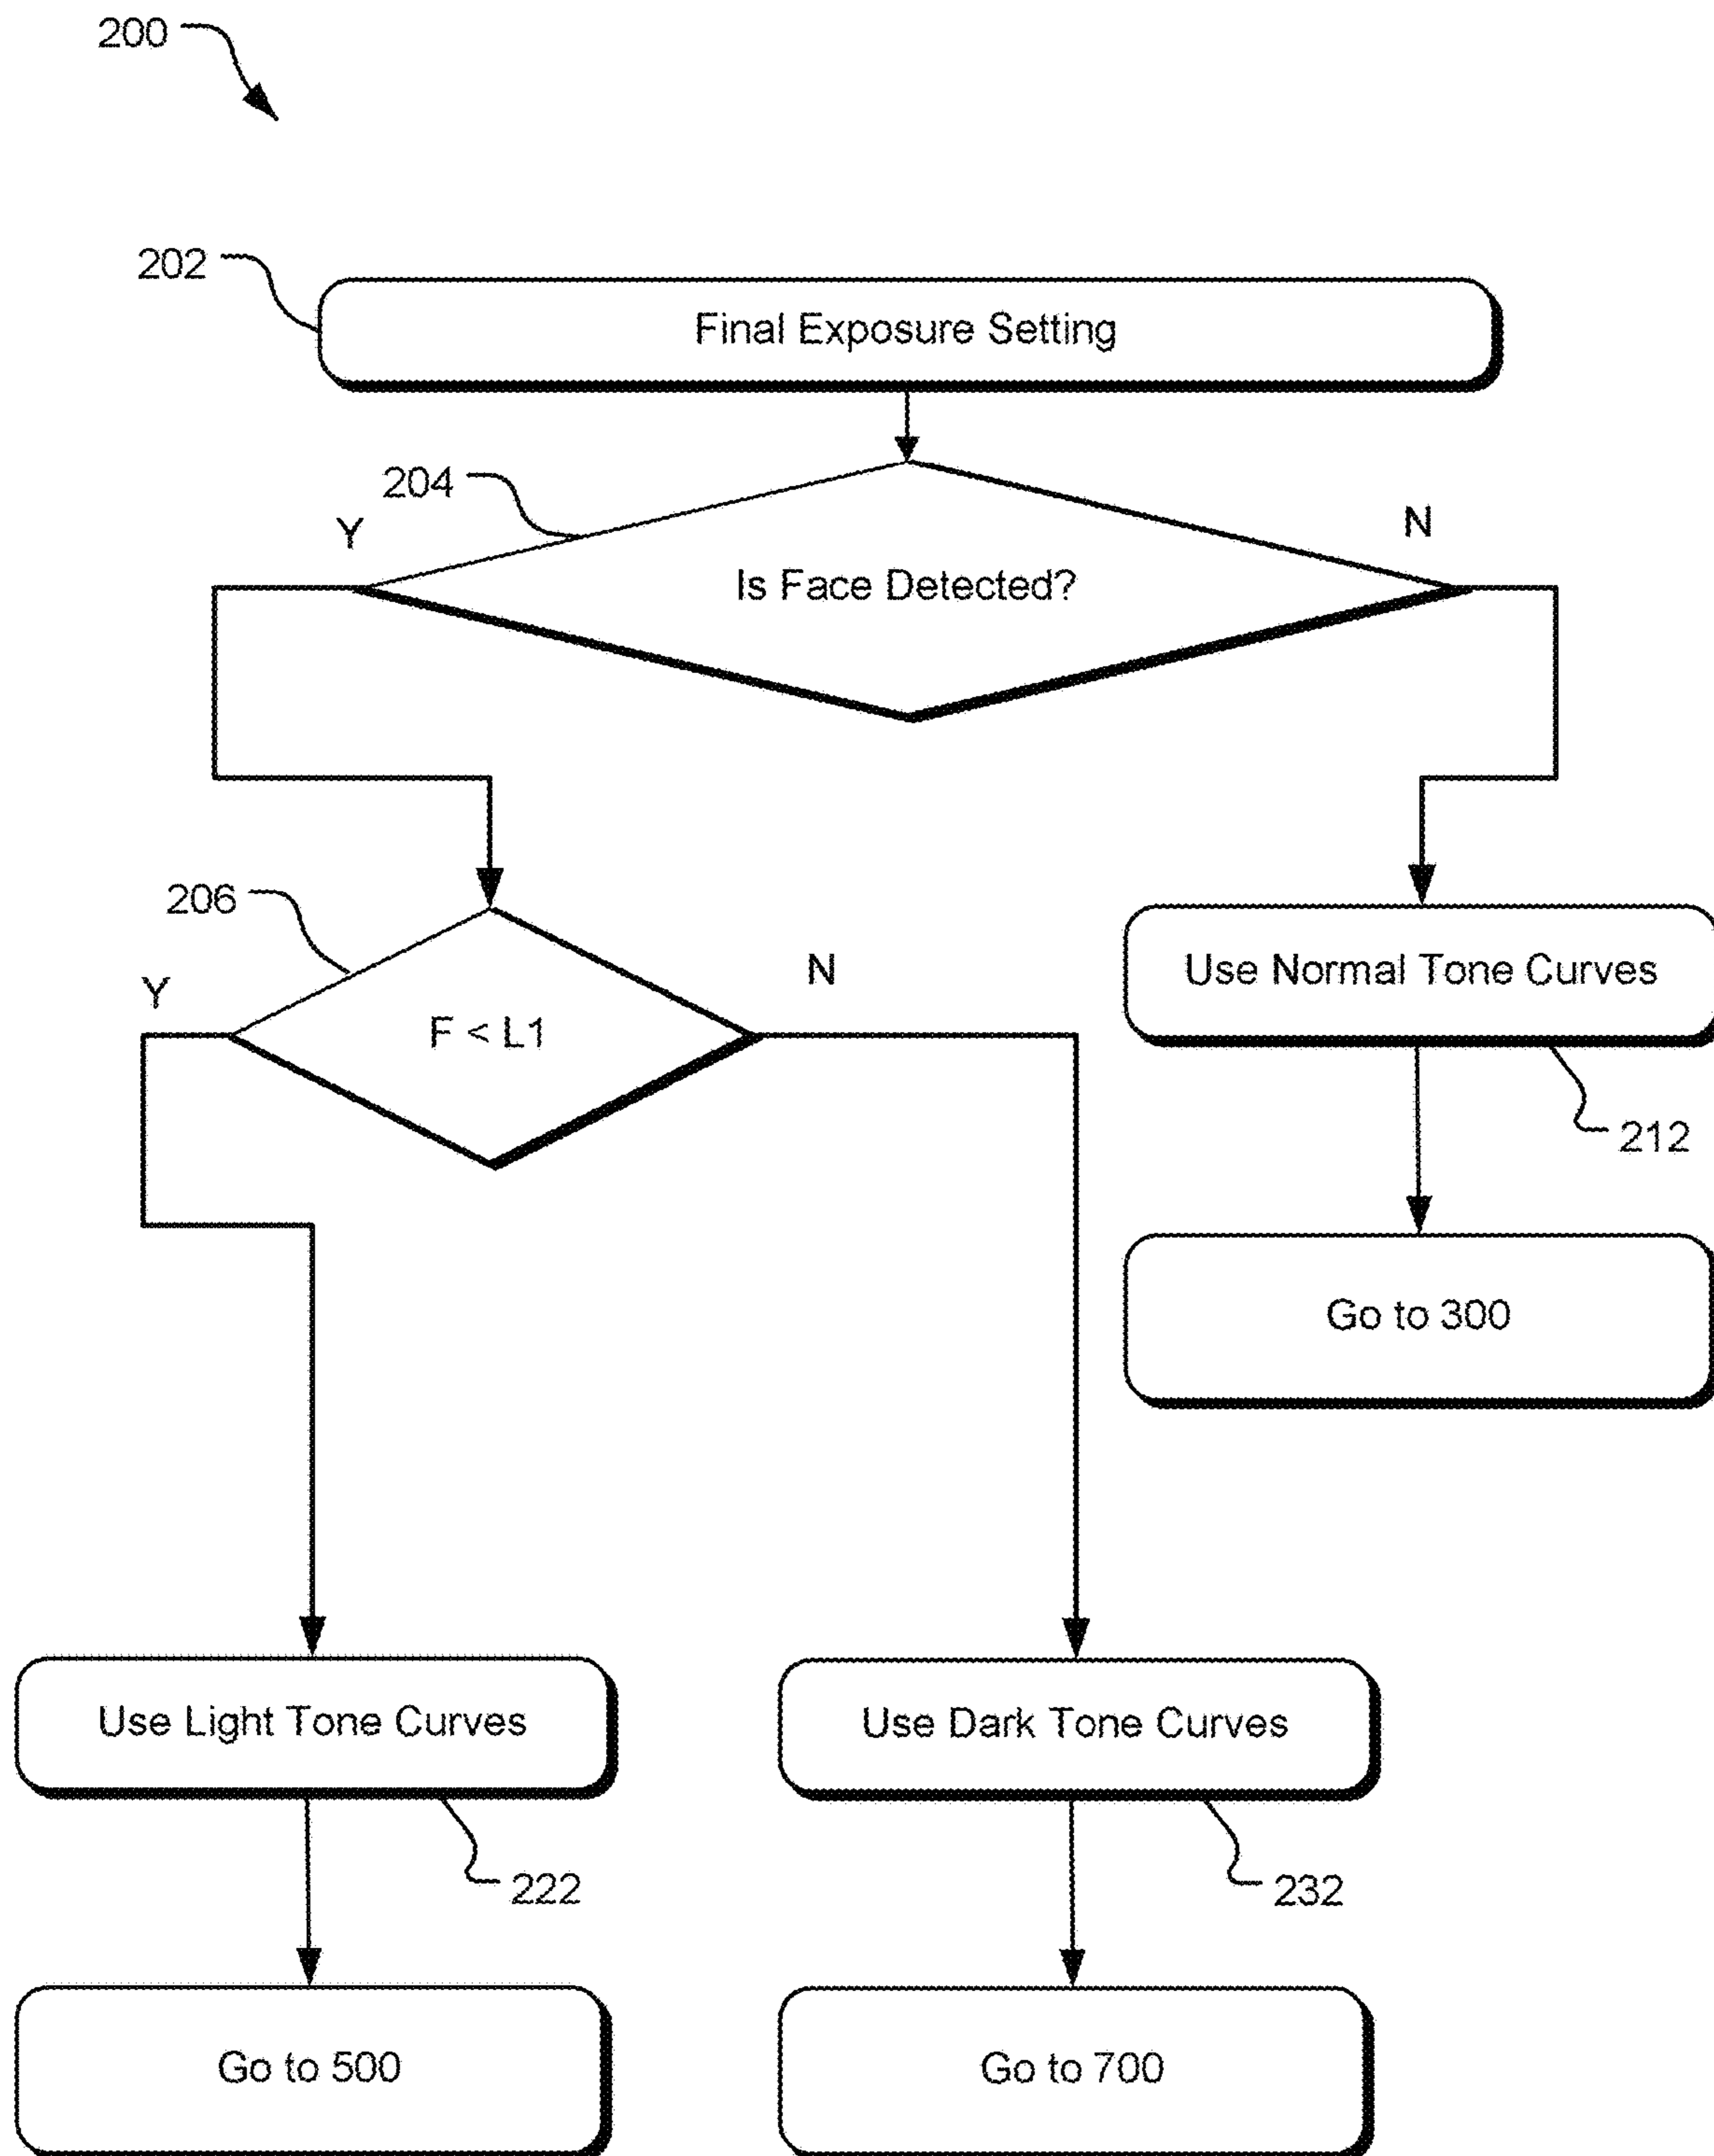 200
202
Final Exposure Setting
204
Y
N
Is Face Detected?
206
Y
N
F < L1
Use Normal Tone Curves
212
Go to 300
Use Light Tone Curves
Use Dark Tone Curves
222
232
Go to 500
Go to 700